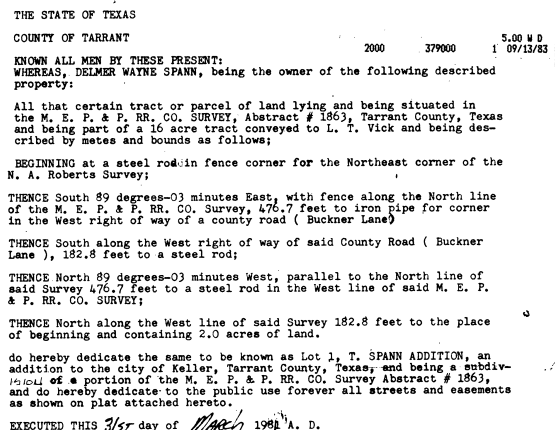 THE STATE OF TEXAS
COUNTY OF TARRANT
5.00 W D
2000 379000 1 09/13/83
KNOWN ALL MEN BY THESE PRESENT:
WHEREAS, DELMER WAYNE SPANN, being the owner of the following described
property:
All that certain tract or parcel of land lying and being situated in
the M. E. P. & P. RR. CO. SURVEY, Abstract # 1863, Tarrant County, Texas
and being part of a 16 acre tract conveyed to L. T. Vick and being des-
cribed by metes and bounds as follows;
BEGINNING at a steel rod in fence corner for the Northeast corner of the
N. A. Roberts Survey;
THENCE South 89 degrees-03 minutes East, with fence along the North line
of the M. E. P. & P. RR. CO. Survey, 476.7 feet to iron pipe for corner
in the West right of way of a county road ( Buckner Lane)
THENCE South along the West right of way of said County Road ( Buckner
Lane ), 182.8 feet to a steel rod;
THENCE North 89 degrees-03 minutes West, parallel to the North line of
said Survey 476.7 feet to a steel rod in the West line of said M. E. P.
& P. RR. CO. SURVEY;
THENCE North along the West line of said Survey 182.8 feet to the place
of beginning and containing 2.0 acres of land.
do hereby dedicate the same to be known as Lot 1, T. SPANN ADDITION, an
addition to the city of Keller, Tarrant County, Texas, and being a subdiv-
ision of a portion of the M. E. P. & P. RR. CO. Survey Abstract # 1863,
and do hereby dedicate to the public use forever all streets and easements
as shown on plat attached hereto.
EXECUTED THIS 31st day of March 1981 A. D.